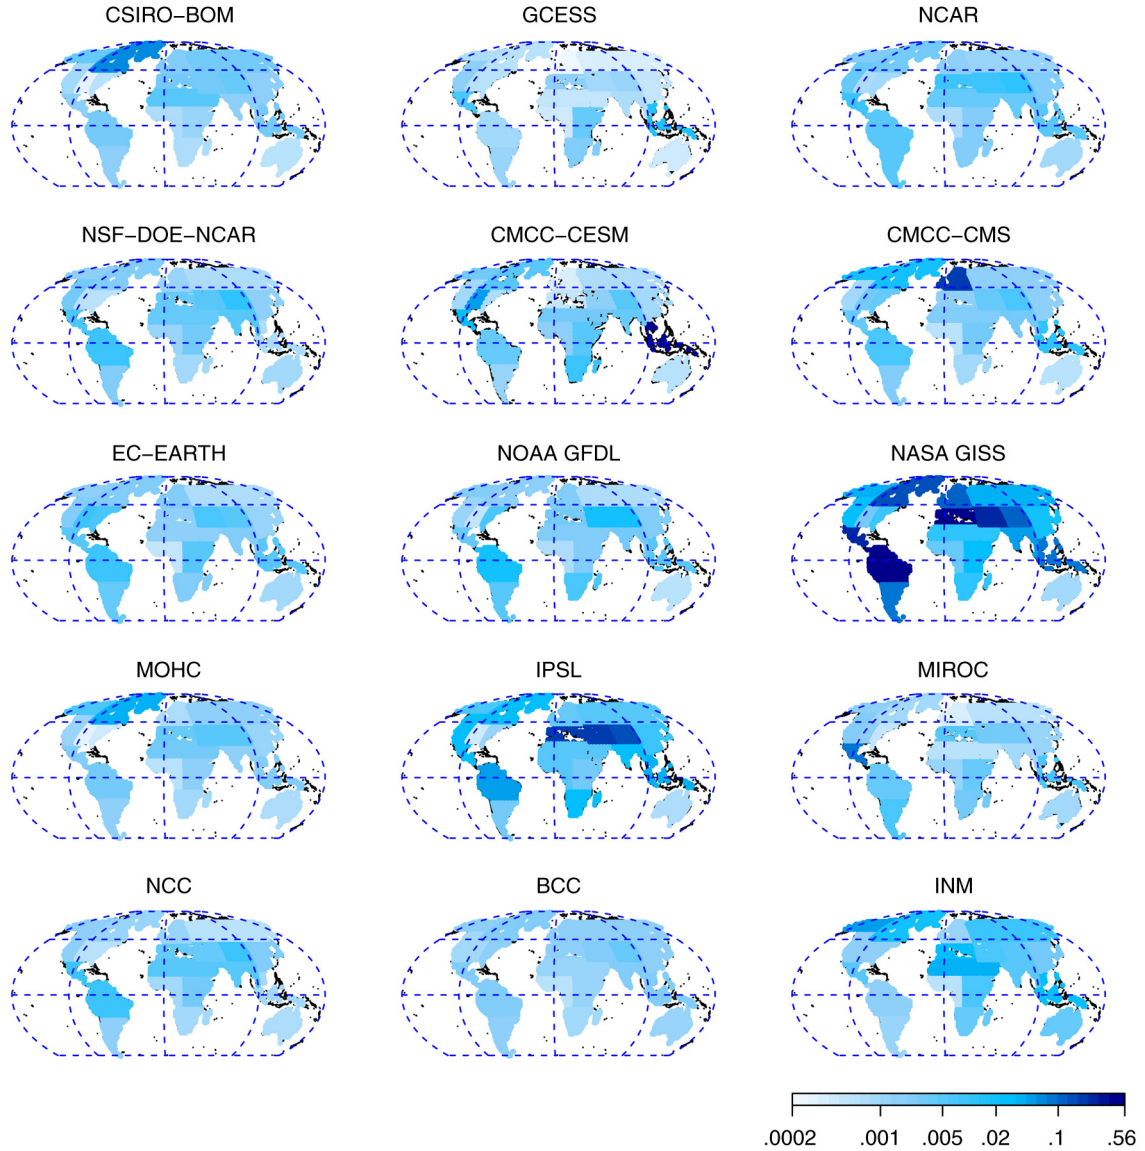 CSIRO−BOM GCESS NCAR
NSF−DOE−NCAR CMCC−CESM CMCC−CMS
EC−EARTH NOAA GFDL NASA GISS
MOHC IPSL MIROC
NCC BCC INM
.0002 .001 .005 .02 .1 .56